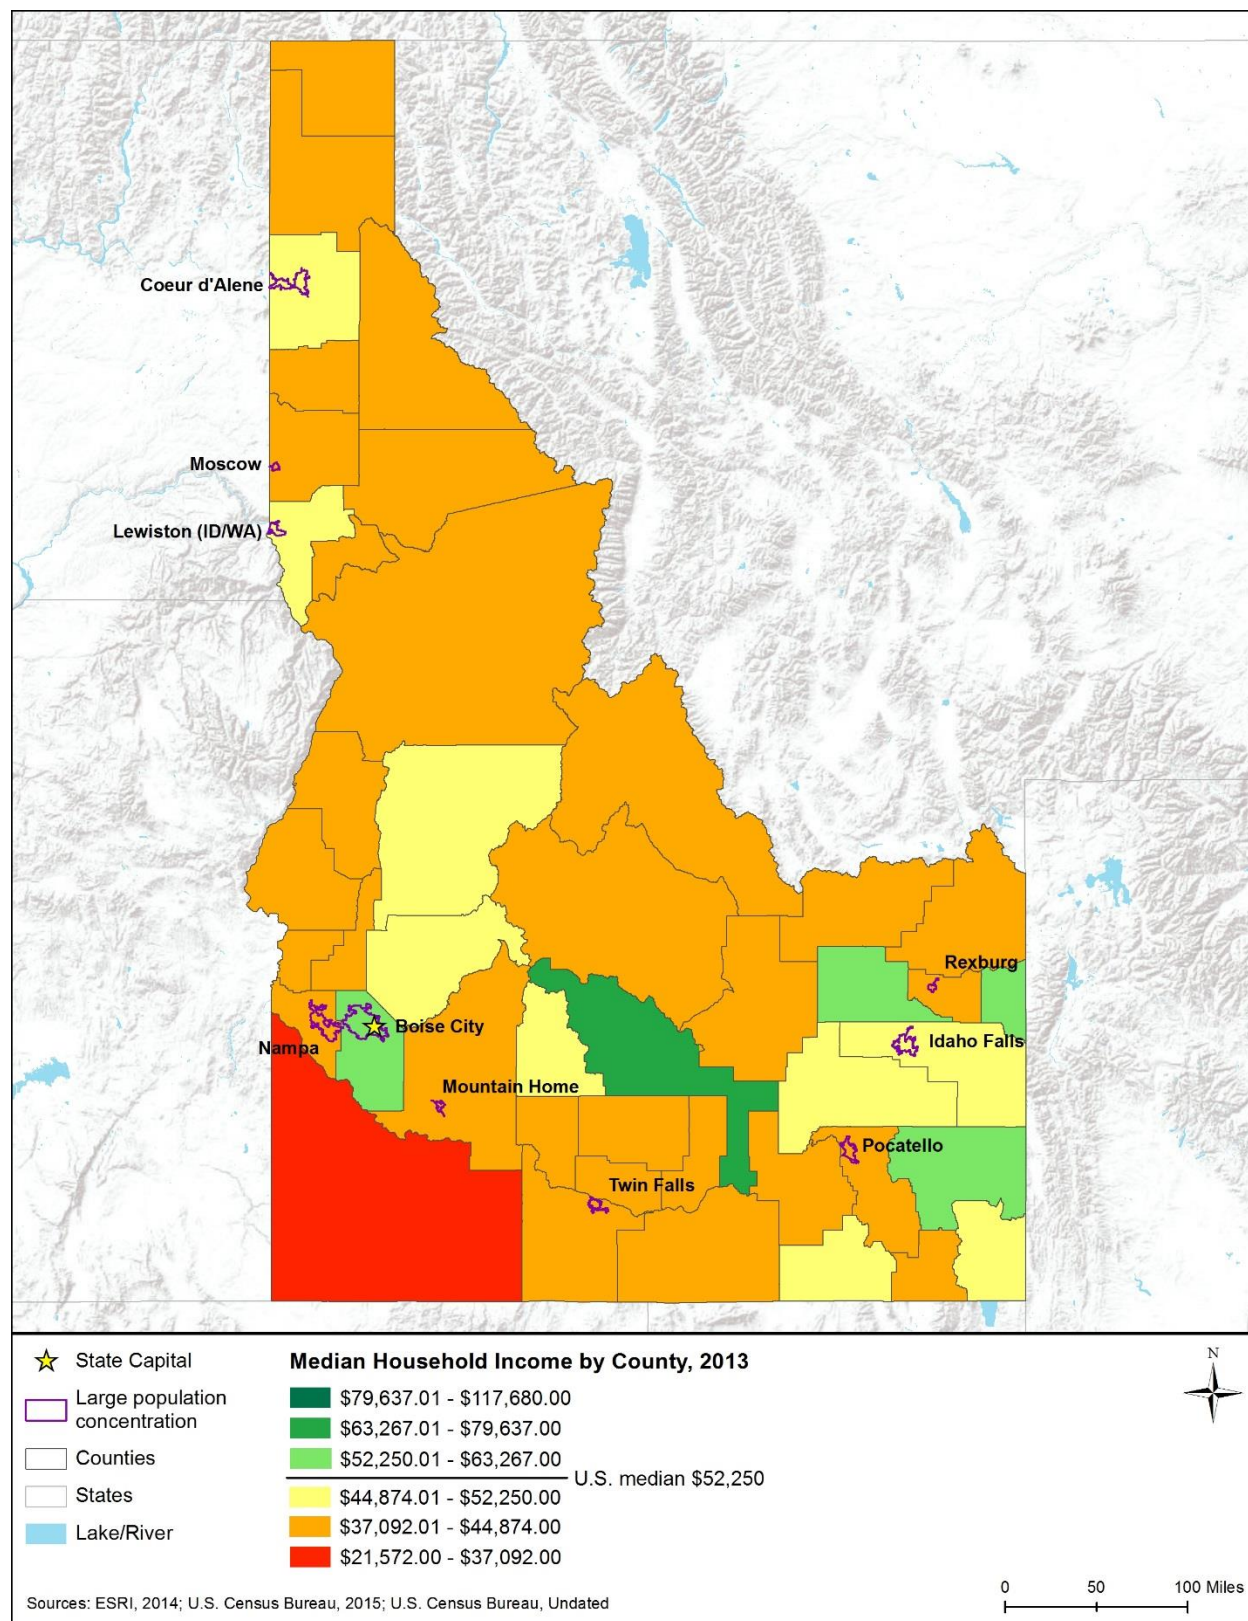 Coeur d'Alene
Moscow
Lewiston (ID/WA)
Rexburg
Boise City
Idaho Falls
Nampa
Mountain Home
Pocatello
Twin Falls
State Capital
Large population
concentration
Counties
States
Lake/River
Median Household Income by County, 2013
$79,637.01 - $117,680.00
$63,267.01 - $79,637.00
$52,250.01 - $63,267.00
U.S. median $52,250
$44,874.01 - $52,250.00
$37,092.01 - $44,874.00
$21,572.00 - $37,092.00
N
0 50 100 Miles
Sources: ESRI, 2014; U.S. Census Bureau, 2015; U.S. Census Bureau, Undated